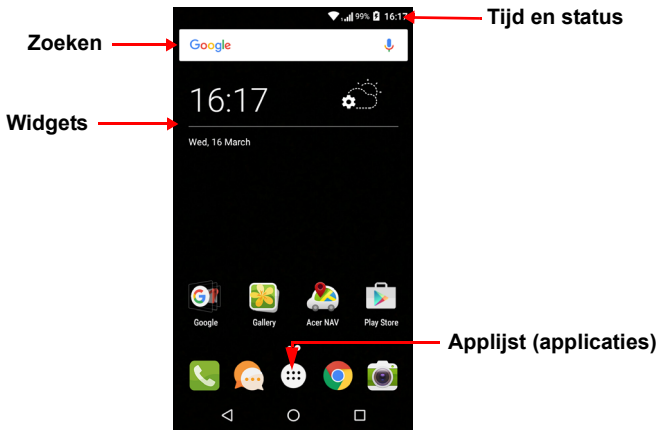 99% 16:17
Tijd en status
Zoeken
Google
16:17
Widgets
Wed, 16 March
Google Gallery Acer NAV Play Store
Applijst (applicaties)